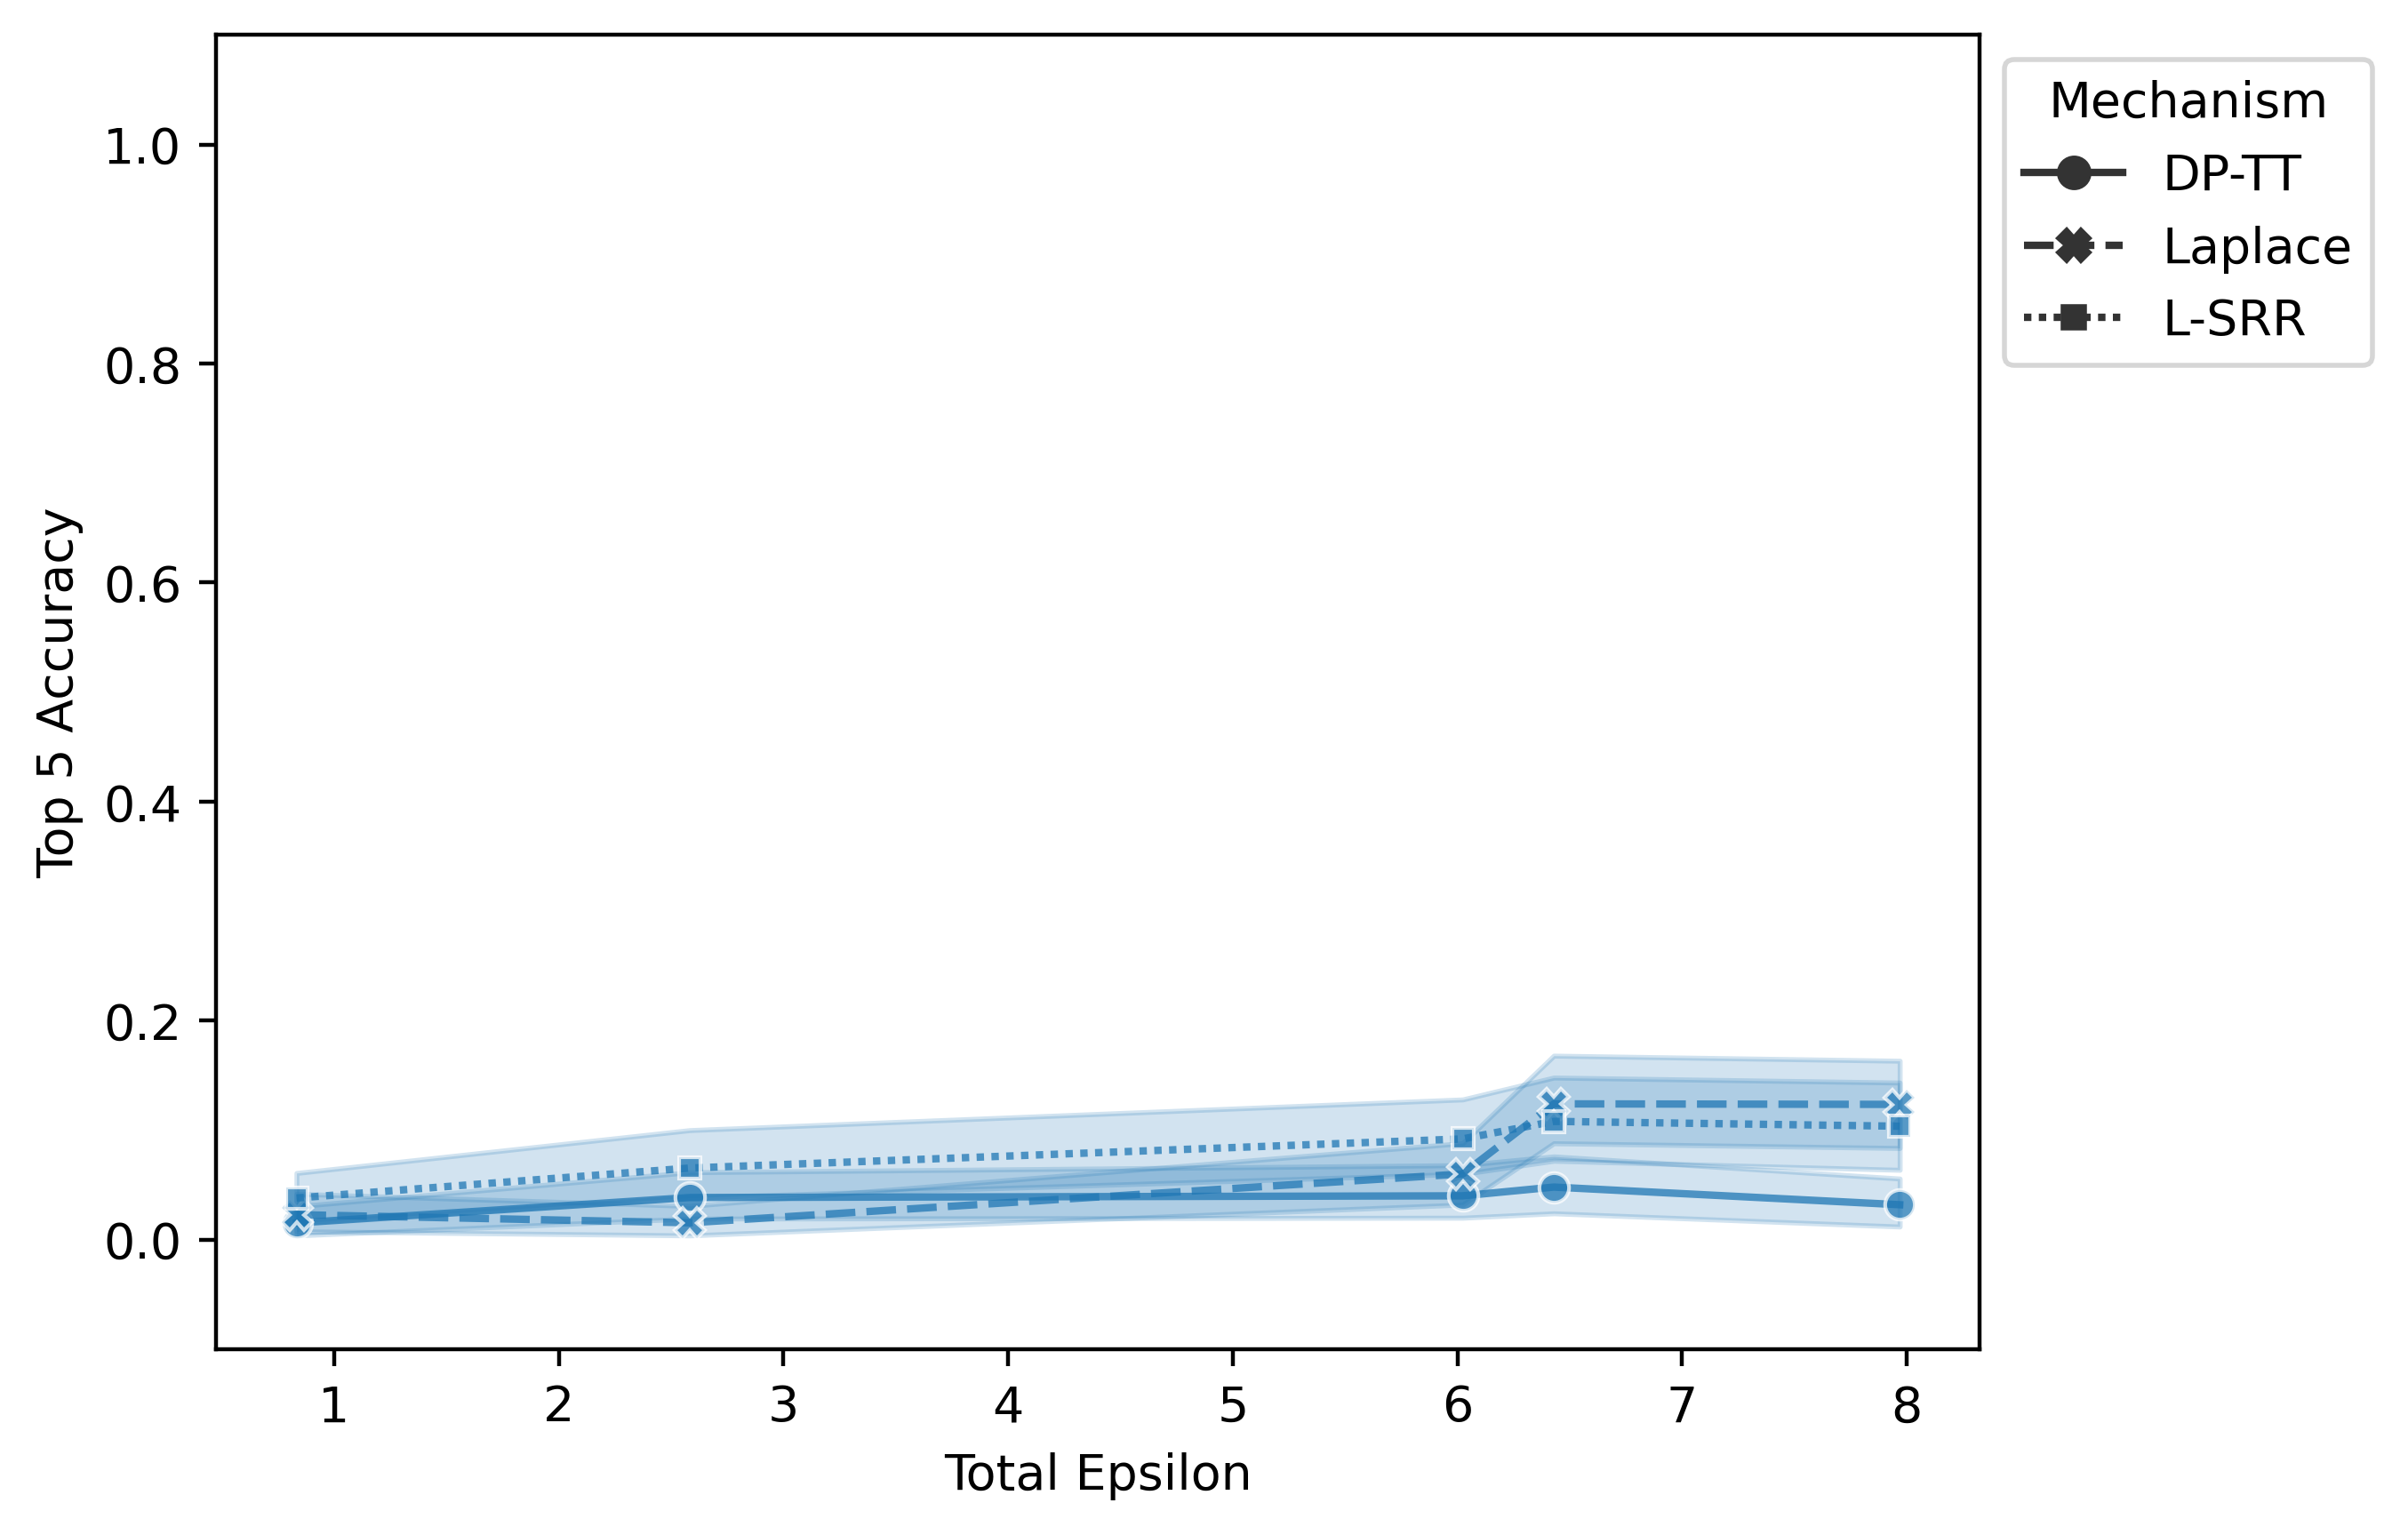 Mechanism
DP-TT
Laplace
L-SRR
Top 5 Accuracy
1.0
0.8
0.6
0.4
0.2
0.0
1 2 3 4 5 6 7 8
Total Epsilon